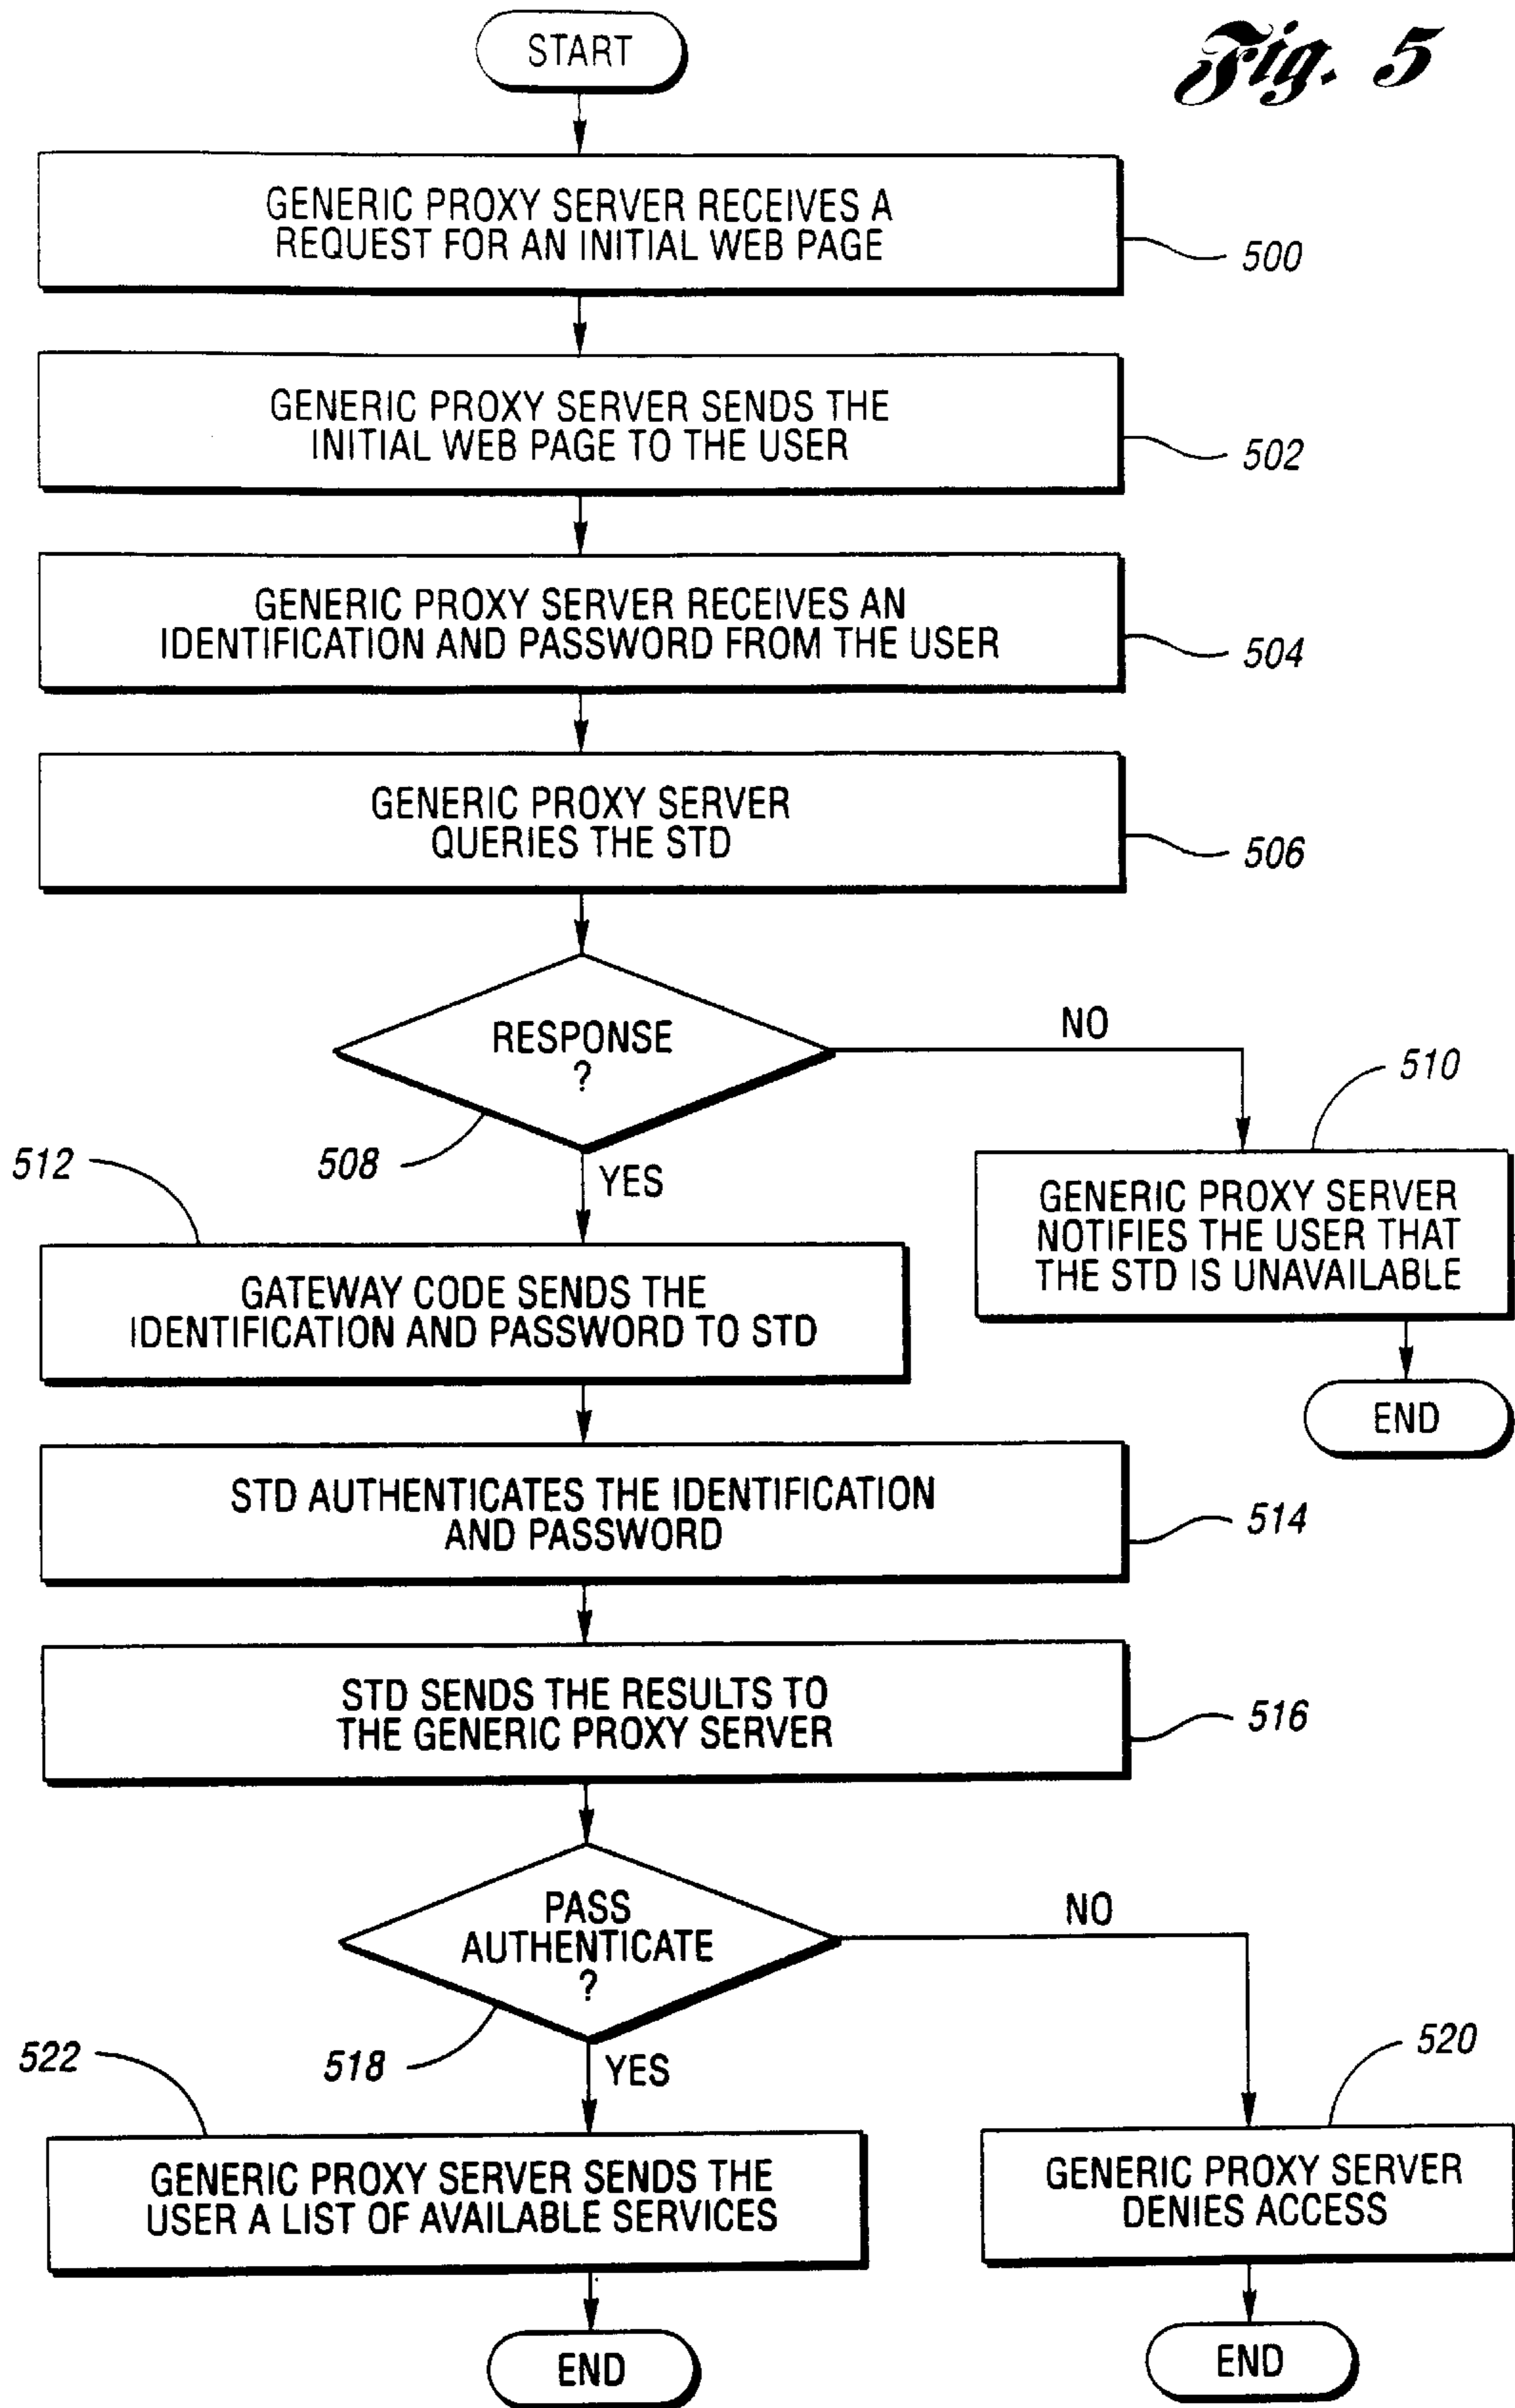 START
Fig. 5
GENERIC PROXY SERVER RECEIVES A
REQUEST FOR AN INITIAL WEB PAGE
500
GENERIC PROXY SERVER SENDS THE
INITIAL WEB PAGE TO THE USER
502
GENERIC PROXY SERVER RECEIVES AN
IDENTIFICATION AND PASSWORD FROM THE USER
504
GENERIC PROXY SERVER
QUERIES THE STD
506
RESPONSE
?
508
NO
510
GENERIC PROXY SERVER
NOTIFIES THE USER THAT
THE STD IS UNAVAILABLE
END
YES
512
GATEWAY CODE SENDS THE
IDENTIFICATION AND PASSWORD TO STD
STD AUTHENTICATES THE IDENTIFICATION
AND PASSWORD
514
STD SENDS THE RESULTS TO
THE GENERIC PROXY SERVER
516
PASS
AUTHENTICATE
?
518
NO
520
GENERIC PROXY SERVER
DENIES ACCESS
END
YES
522
GENERIC PROXY SERVER SENDS THE
USER A LIST OF AVAILABLE SERVICES
END